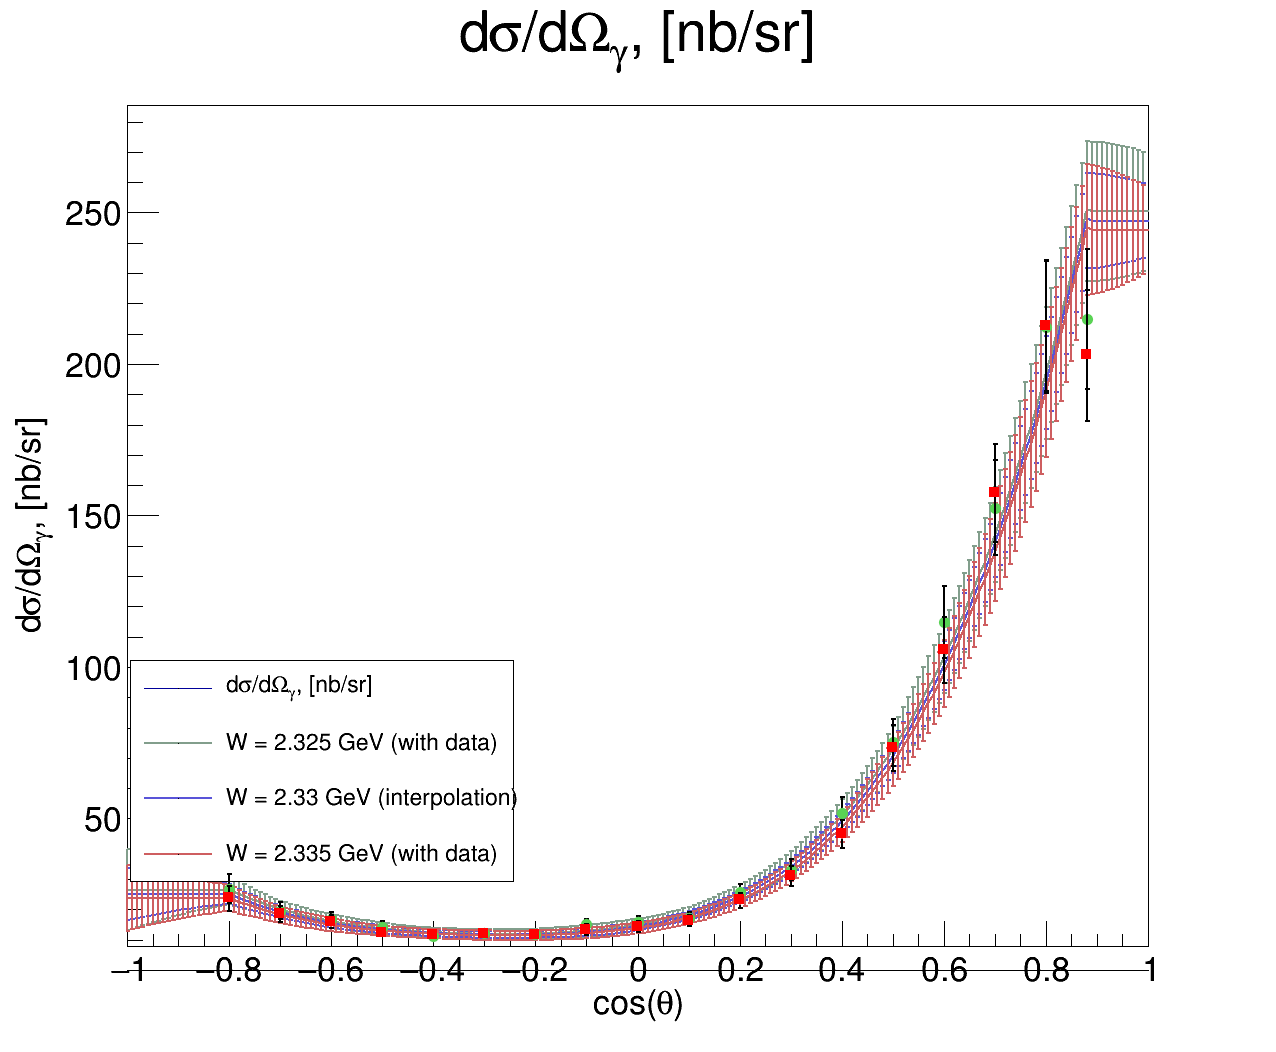 dσ/dΩγ, [nb/sr]
dσ/dΩγ, [nb/sr]
250
200
150
100
50
dσ/dΩγ, [nb/sr]
W = 2.325 GeV (with data)
W = 2.33 GeV (interpolation)
W = 2.335 GeV (with data)
−1 −0.8 −0.6 −0.4 −0.2 0 0.2 0.4 0.6 0.8 1
cos(θ)